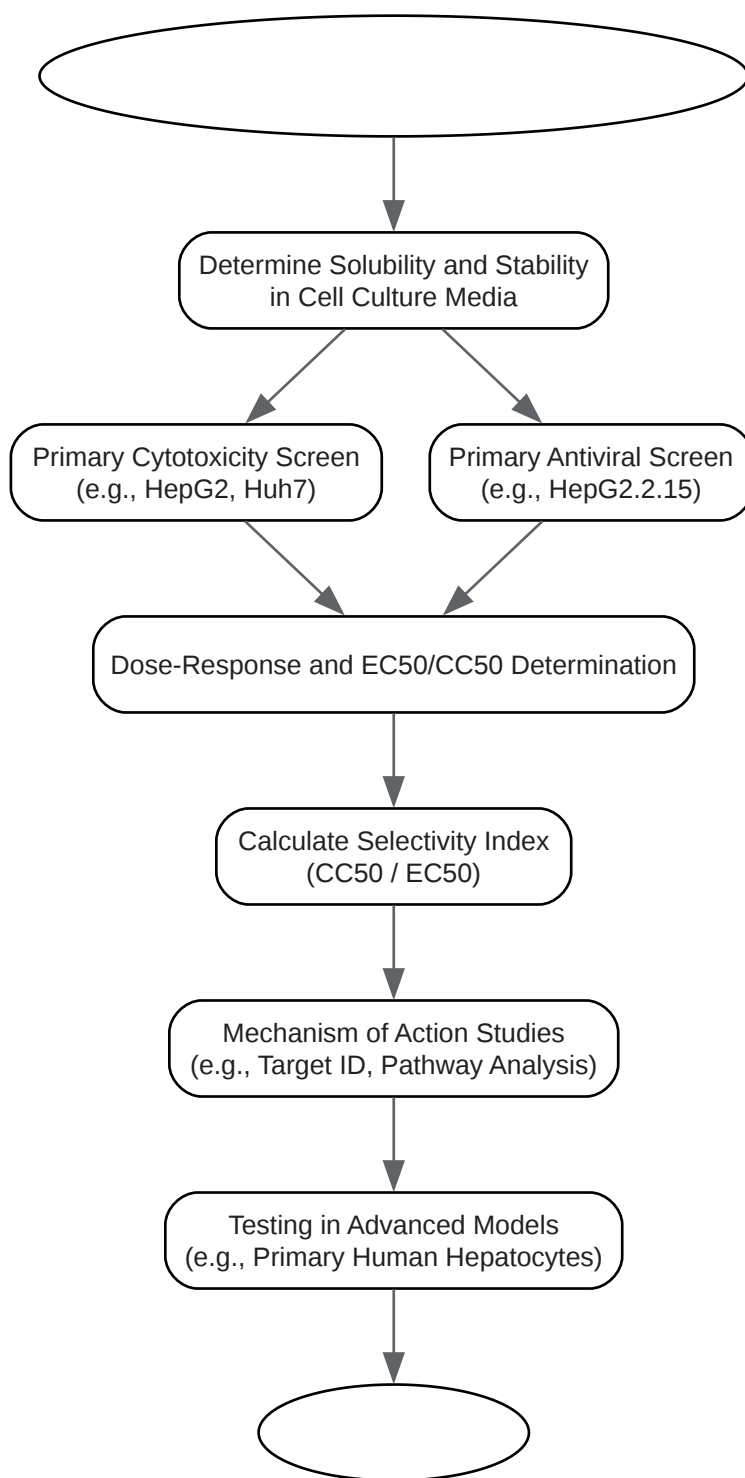 Determine Solubility and Stability
in Cell Culture Media
Primary Cytotoxicity Screen
(e.g., HepG2, Huh7)
Primary Antiviral Screen
(e.g., HepG2.2.15)
Dose-Response and EC50/CC50 Determination
Calculate Selectivity Index
(CC50 / EC50)
Mechanism of Action Studies
(e.g., Target ID, Pathway Analysis)
Testing in Advanced Models
(e.g., Primary Human Hepatocytes)